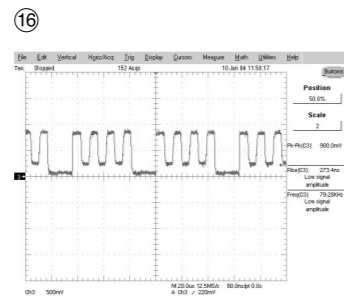 16
File Edit Vertical Horiz/Acq Trig Display Cursors Measure Math Utilities Help
Tek Stopped 152 Acqs 10 Jan 04 11:58:17 Buttons
Position
50.0%
Scale
2
Pk-Pk(C3) 900.0mV
Rise(C3) 273.4ns
Low signal
amplitude
Freq(C3) 79.28KHz
Low signal
amplitude
3
Ch3 500mV
M 20.0us 12.5MS/s 80.0ns/pt 0.0s
A Ch3 220mV